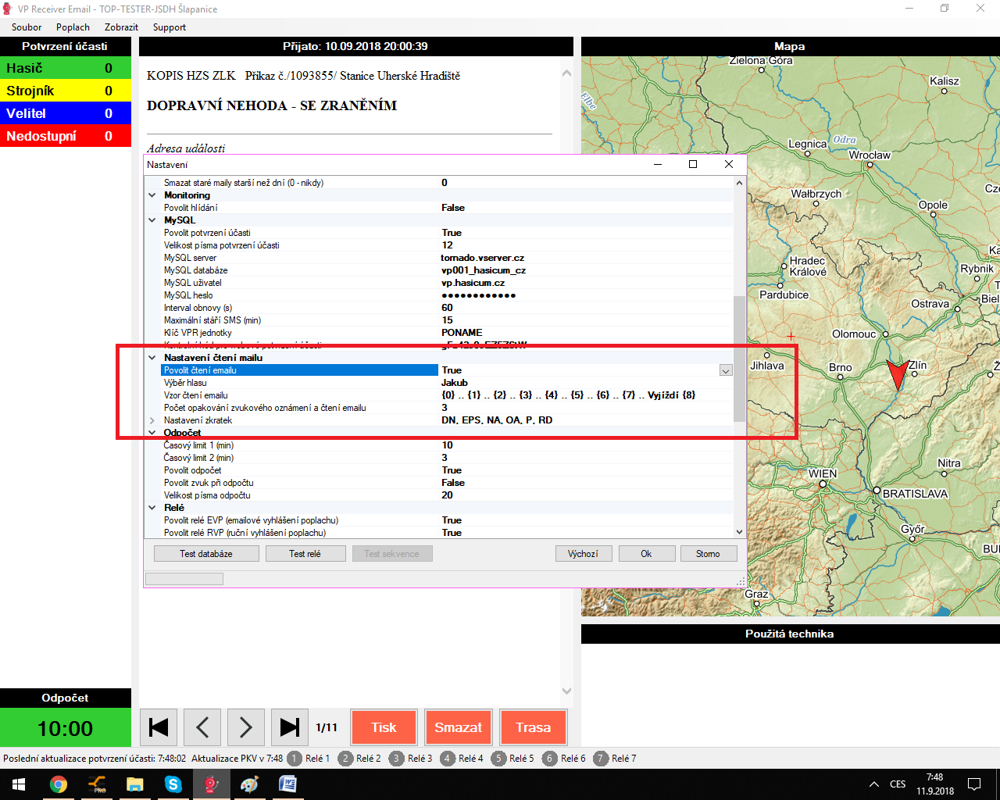 VP Receiver Email - TOP-TESTER-JSDH Šlapanice
Soubor Poplach Zobrazit Support
Potvrzení účasti
Hasič 0
Strojník 0
Velitel 0
Nedostupní 0
Přijato: 10.09.2018 20:00:39
KOPIS HZS ZLK Příkaz č./1093855/ Stanice Uherské Hradiště
DOPRAVNÍ NEHODA - SE ZRANĚNÍM
Adresa události
Nastavení
Smazat staré maily starší než dní (0 - nikdy) 0
Monitoring
Povolit hlídání False
MySQL
Povolit potvrzení účasti True
Velikost písma potvrzení účasti 12
MySQL server tornado.vserver.cz
MySQL databáze vp001_hasicum_cz
MySQL uživatel vp.hasicum.cz
MySQL heslo ●●●●●●●●●●●●
Interval obnovy (s) 60
Maximální stáří SMS (min) 15
Klíč VPR jednotky PONAME
Nastavení čtení mailu
Povolit čtení emailu True
Výběr hlasu Jakub
Vzor čtení emailu {0} .. {1} .. {2} .. {3} .. {4} .. {5} .. {6} .. {7} .. Vyjíždí {8}
Počet opakování zvukového oznámení a čtení emailu 3
Nastavení zkratek DN, EPS, NA, OA, P, RD
Odpočet
Časový limit 1 (min) 10
Časový limit 2 (min) 3
Povolit odpočet True
Povolit zvuk při odpočtu False
Velikost písma odpočtu 20
Relé
Povolit relé EVP (emailové vyhlášení poplachu) True
Povolit relé RVP (ruční vyhlášení poplachu) True
Test databáze Test relé Test sekvence Výchozí Ok Storno
Mapa
Zielona Góra
Kalisz
Elbe
Odra
Legnica
Wrocław
Wałbrzych
Opole
Hradec
Králové
Rybnik
Pardubice
Ostrava
Biel
Olomouc
Jihlava
Brno
Zlín
Nitra
WIEN
BRATISLAVA
Győr
BU
Graz
Použitá technika
Odpočet
10:00
1/11
Tisk Smazat Trasa
Poslední aktualizace potvrzení účasti: 7:48:02 Aktualizace PKV v 7:48 1 Relé 1 2 Relé 2 3 Relé 3 4 Relé 4 5 Relé 5 6 Relé 6 7 Relé 7
PRO
CES
7:48
11.9.2018